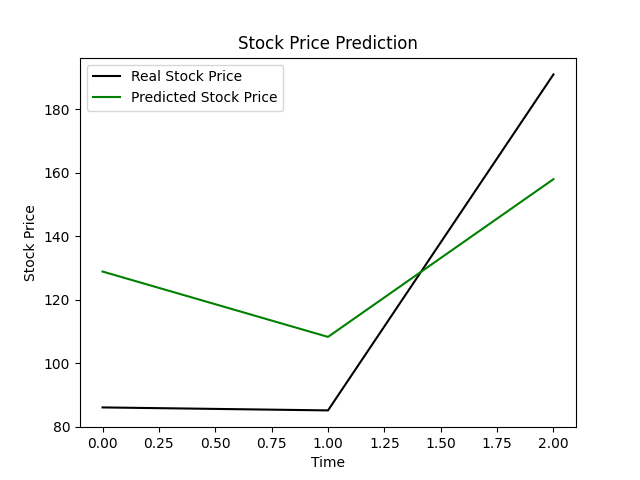 Stock Price Prediction
Real Stock Price
Predicted Stock Price
180
160
140
120
100
80
Stock Price
0.00 0.25 0.50 0.75 1.00 1.25 1.50 1.75 2.00
Time